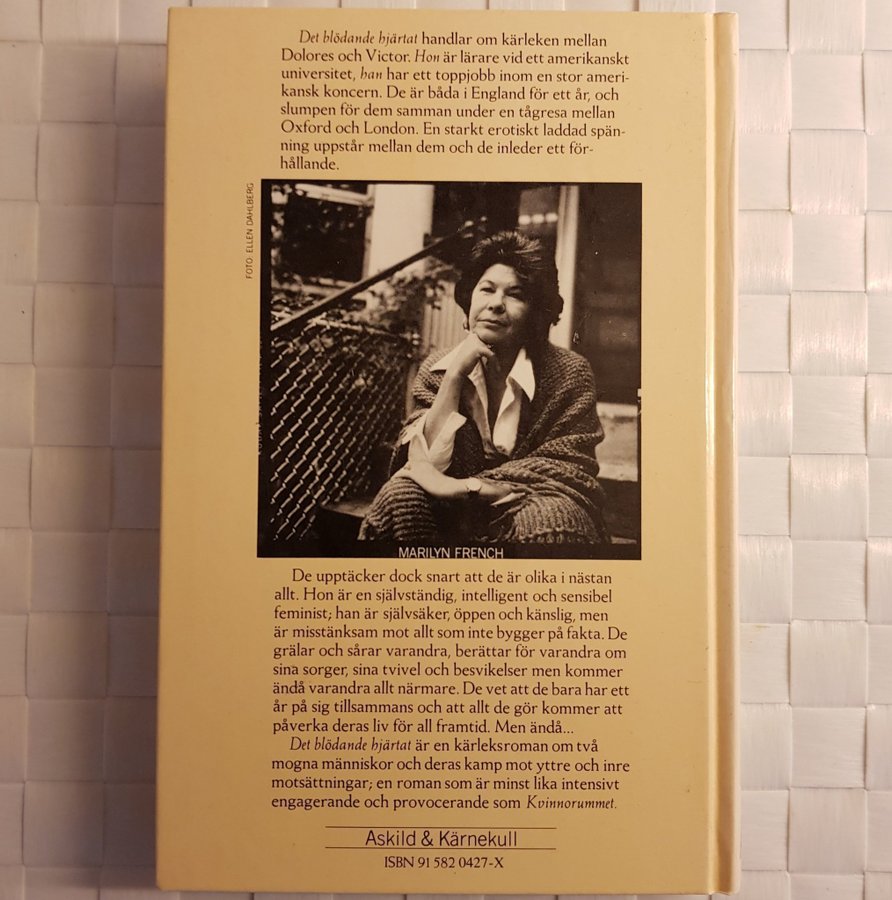 Det blödande hjärtat handlar om kärleken mellan
Dolores och Victor. Hon är lärare vid ett amerikanskt
universitet, han har ett toppjobb inom en stor ameri-
kansk koncern. De är båda i England för ett år, och
slumpen för dem samman under en tågresa mellan
Oxford och London. En starkt erotiskt laddad spän-
ning uppstår mellan dem och de inleder ett för-
hållande.
FOTO: ELLEN DAHLBERG
MARILYN FRENCH
De upptäcker dock snart att de är olika i nästan
allt. Hon är en självständig, intelligent och sensibel
feminist; han är självsäker, öppen och känslig, men
är misstänksam mot allt som inte bygger på fakta. De
grälar och sårar varandra, berättar för varandra om
sina sorger, sina tvivel och besvikelser men kommer
ändå varandra allt närmare. De vet att de bara har ett
år på sig tillsammans och att allt de gör kommer att
påverka deras liv för all framtid. Men ändå...
Det blödande hjärtat är en kärleksroman om två
mogna människor och deras kamp mot yttre och inre
motsättningar; en roman som är minst lika intensivt
engagerande och provocerande som Kvinnorummet.
Askild & Kärnekull
ISBN 91 582 0427-X